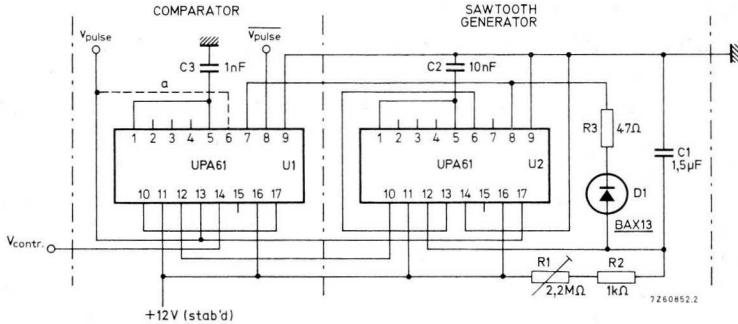 COMPARATOR
SAWTOOTH
GENERATOR
Vpulse
Vpulse
C3
1nF
C2
10nF
a
1 2 3 4 5 6 7 8 9
1 2 3 4 5 6 7 8 9
R3
47Ω
C1
1,5µF
UPA61
U1
UPA61
U2
10 11 12 13 14 15 16 17
10 11 12 13 14 15 16 17
D1
BAX13
Vcontr.
R1
R2
2,2MΩ
1kΩ
7Z60852.2
+12V (stab'd)